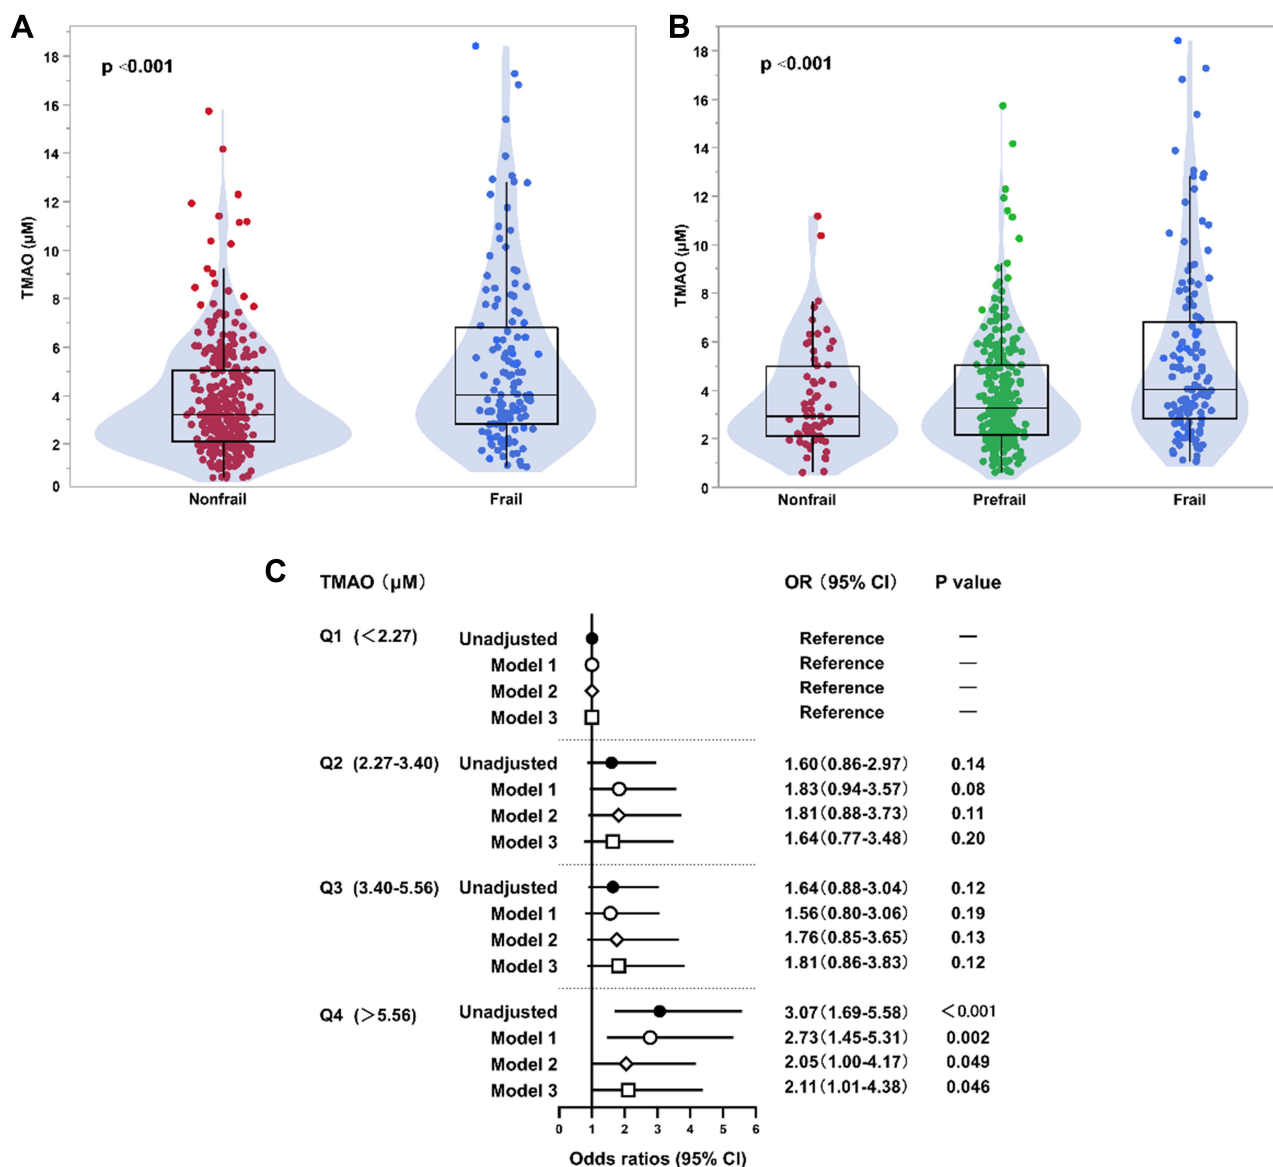 A
p <0.001
TMAO (μM)
18
16
14
12
10
8
6
4
2
0
Nonfrail
Frail
B
p <0.001
TMAO (μM)
18
16
14
12
10
8
6
4
2
0
Nonfrail
Prefrail
Frail
C
TMAO (μM) OR (95% CI) P value
Q1 (<2.27) Unadjusted Reference —
Model 1 Reference —
Model 2 Reference —
Model 3 Reference —
Q2 (2.27-3.40) Unadjusted 1.60(0.86-2.97) 0.14
Model 1 1.83(0.94-3.57) 0.08
Model 2 1.81(0.88-3.73) 0.11
Model 3 1.64(0.77-3.48) 0.20
Q3 (3.40-5.56) Unadjusted 1.64(0.88-3.04) 0.12
Model 1 1.56(0.80-3.06) 0.19
Model 2 1.76(0.85-3.65) 0.13
Model 3 1.81(0.86-3.83) 0.12
Q4 (>5.56) Unadjusted 3.07(1.69-5.58) <0.001
Model 1 2.73(1.45-5.31) 0.002
Model 2 2.05(1.00-4.17) 0.049
Model 3 2.11(1.01-4.38) 0.046
0 1 2 3 4 5 6
Odds ratios (95% CI)